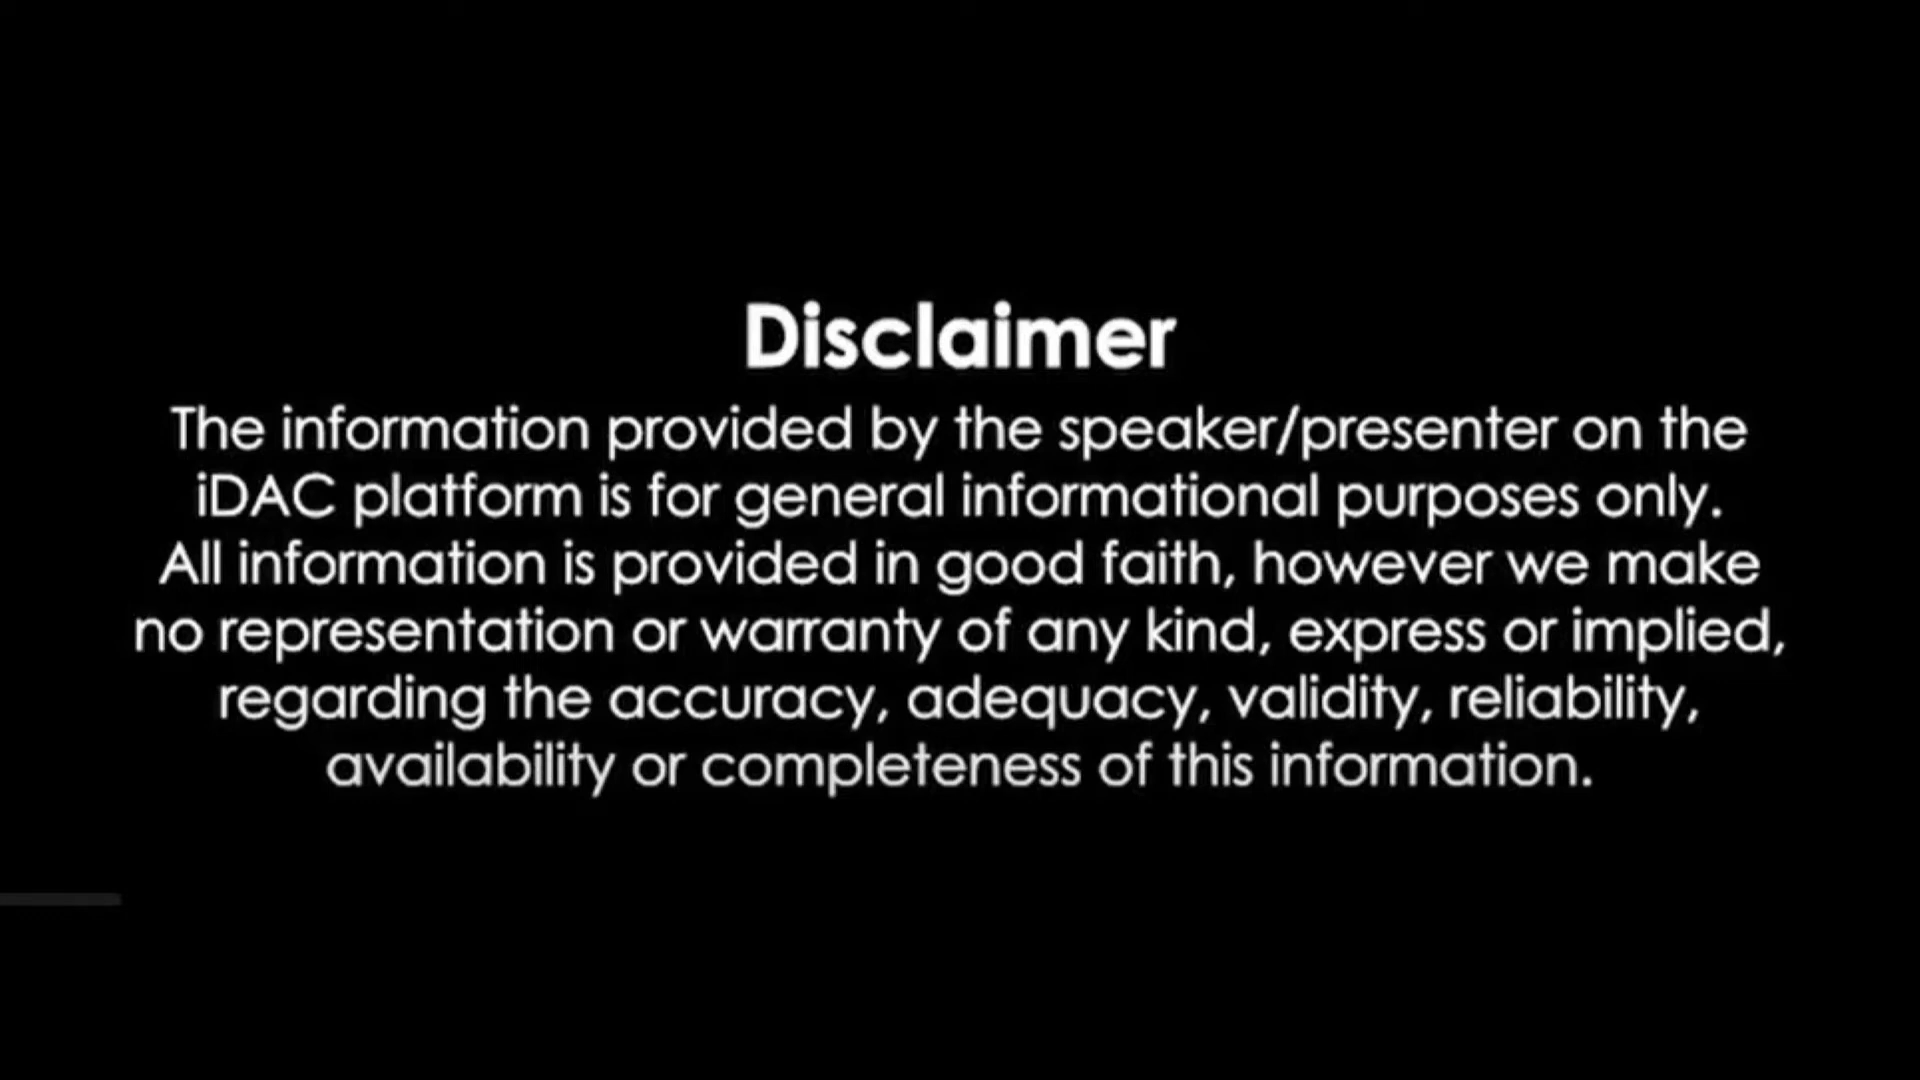 Disclaimer
The information provided by the speaker/presenter on the
iDAC platform is for general informational purposes only.
All information is provided in good faith, however we make
no representation or warranty of any kind, express or implied,
regarding the accuracy, adequacy, validity, reliability,
availability or completeness of this information.